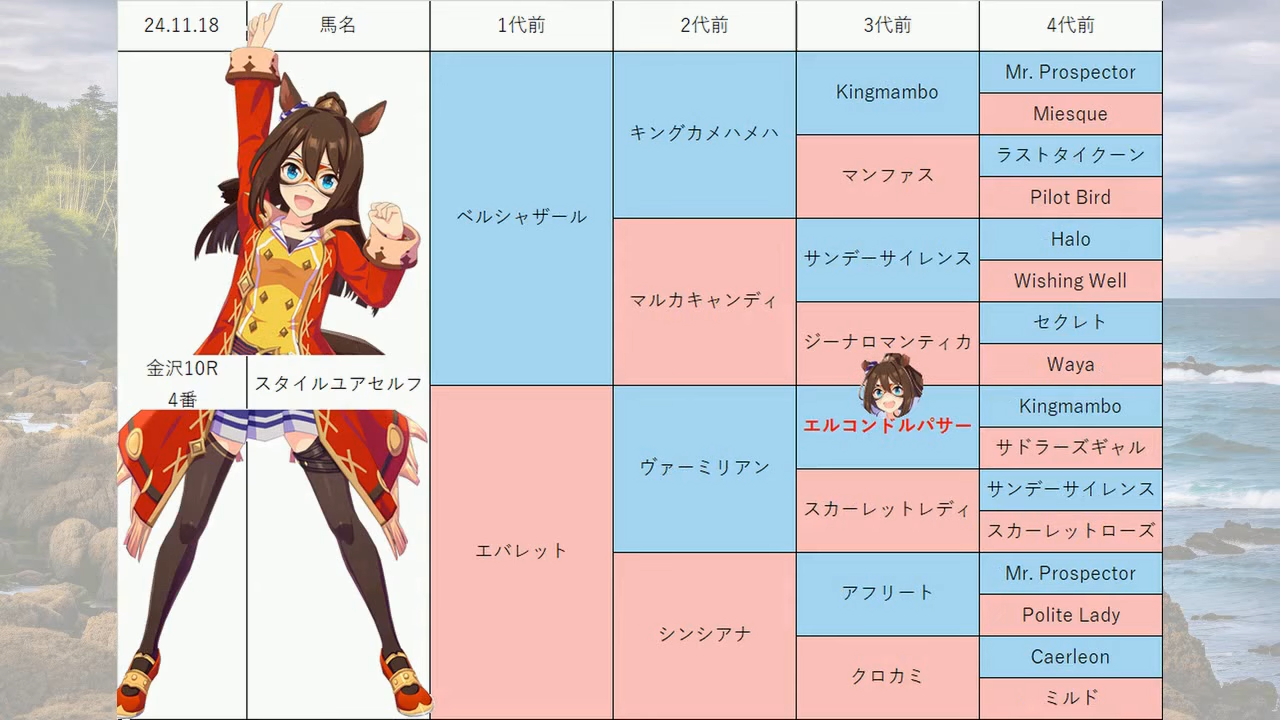 24.11.18
馬名
1代前
2代前
3代前
4代前
金沢10R
4番
スタイルユアセルフ
ベルシャザール
エバレット
キングカメハメハ
マルカキャンディ
ヴァーミリアン
シンシアナ
Kingmambo
マンファス
サンデーサイレンス
ジーナロマンティカ
エルコンドルパサー
スカーレットレディ
アフリート
クロカミ
Mr. Prospector
Miesque
ラストタイクーン
Pilot Bird
Halo
Wishing Well
セクレト
Waya
Kingmambo
サドラーズギャル
サンデーサイレンス
スカーレットローズ
Mr. Prospector
Polite Lady
Caerleon
ミルド